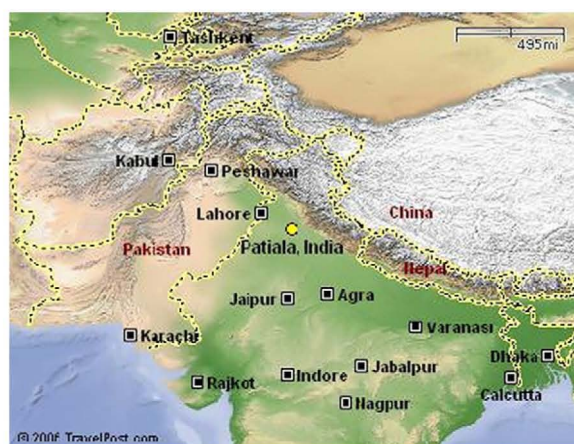 Tashkent
495mi
Kabul
Peshawar
Lahore
China
Pakistan
Patiala, India
Nepal
Jaipur
Agra
Varanasi
Karachi
Dhaka
Jabalpur
Indore
Rajkot
Calcutta
Nagpur
© 2006 TravelPost.com